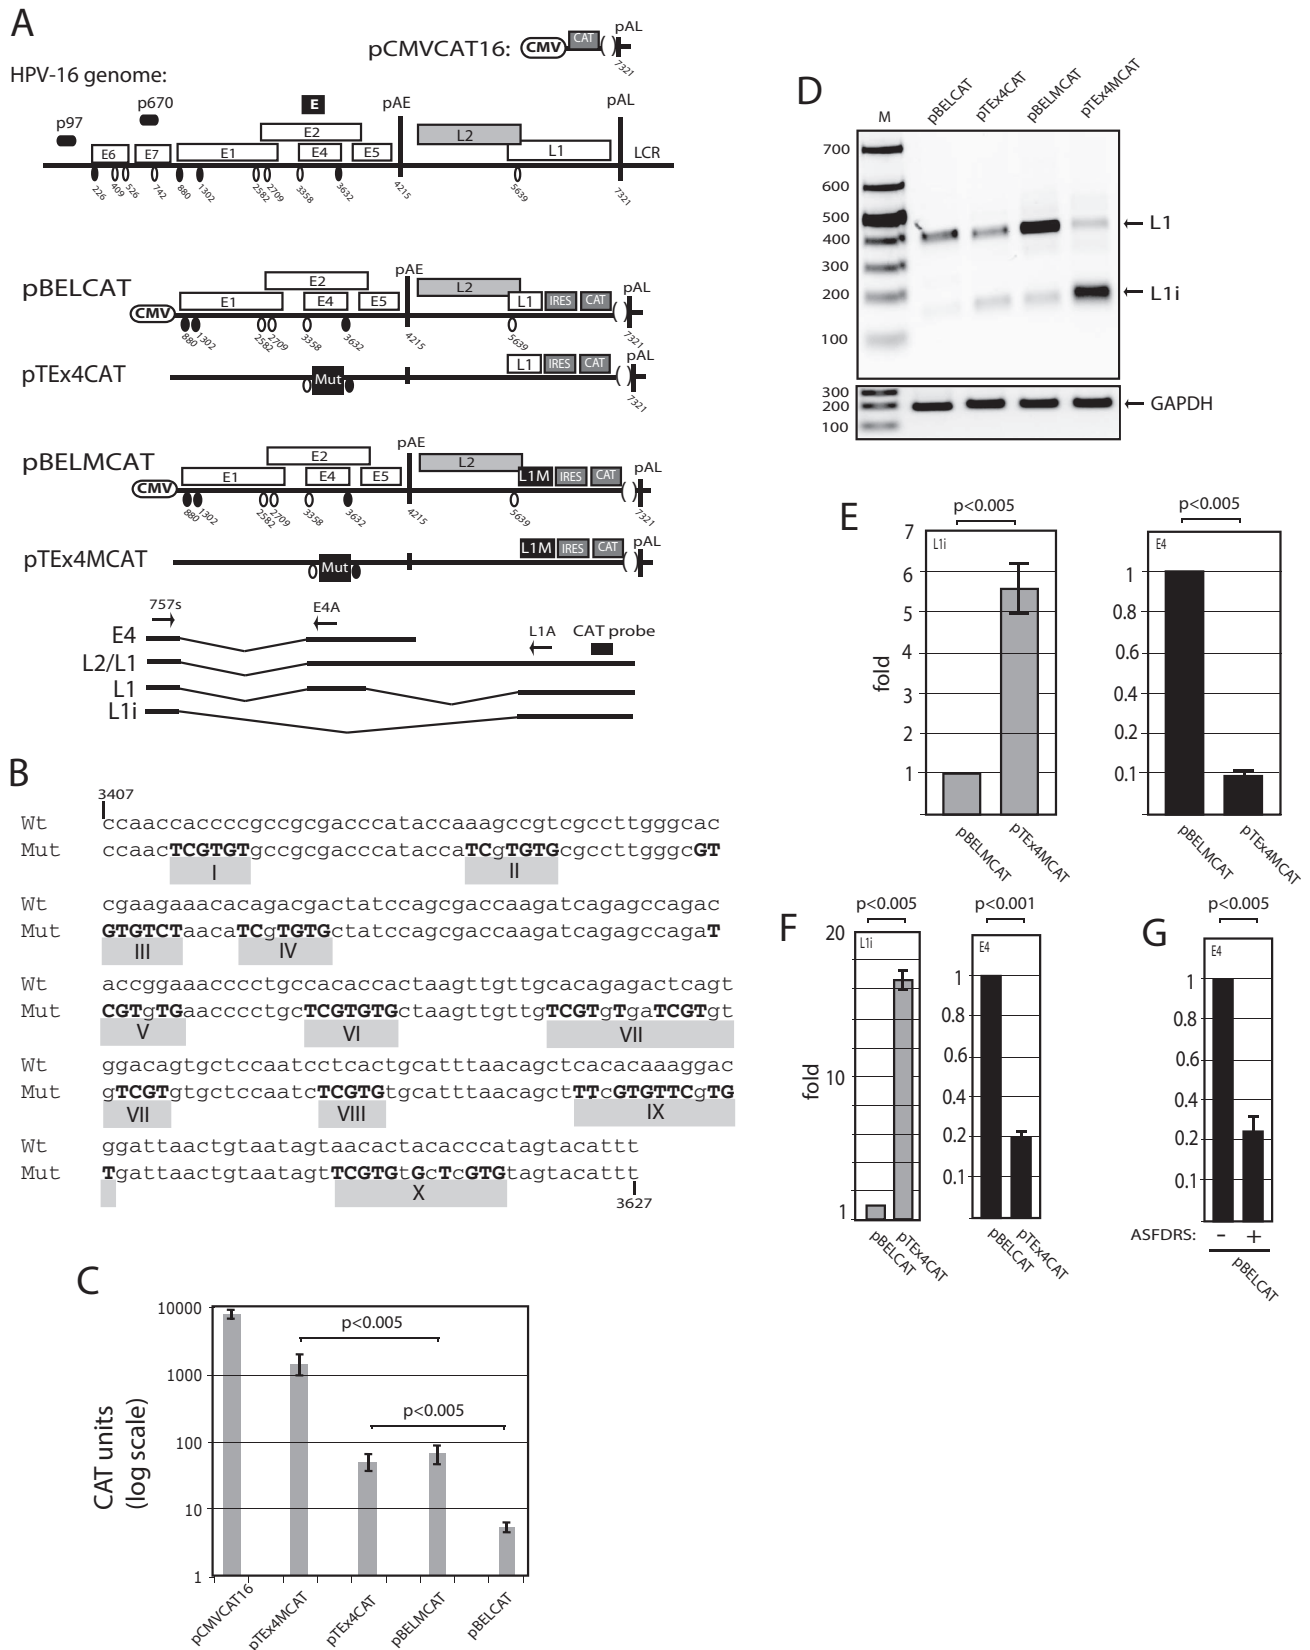 A
pCMVCAT16:
CMV
CAT
( )
pAL
7321
HPV-16 genome:
p97
p670
E
pAE
pAL
E2
L2
E6
E7
E1
E4
E5
L1
LCR
226
409
526
742
880
1302
2582
2709
3358
3632
4215
5639
7321
pBELCAT
CMV
E2
pAE
L2
pAL
E1
E4
E5
L1
IRES
CAT
( )
880
1302
2582
2709
3358
3632
4215
5639
7321
pTEx4CAT
Mut
L1
IRES
CAT
( )
pAL
7321
pBELMCAT
CMV
E2
pAE
L2
pAL
E1
E4
E5
L1M
IRES
CAT
( )
880
1302
2582
2709
3358
3632
4215
5639
7321
pTEx4MCAT
Mut
L1M
IRES
CAT
( )
pAL
7321
757s
E4A
L1A
CAT probe
E4
L2/L1
L1
L1i
B
3407
Wt ccaaccaccccgccgcgacccataccaaagccgtcgccttgggcac
Mut ccaacTCGTGTgccgcgacccataccaTCgTGTGcgccttgggcGT
I II
Wt cgaagaaacacacagacgactatccagcgaccaagatcagagccagac
Mut GTGTCTaacaTCgTGTGctatccagcgaccaagatcagagccagaT
III IV
Wt accggaaacccctgccacaccactaagttgttgcacagagactcagt
Mut CGTgTGaacccctgcTCGTGTGctaagttgttgTCGTgTgaTCGTgt
V VI VII
Wt ggacagtgctccaatcctcactgcatttaacagctcacacaaaggac
Mut gTCGTgtgctccaatcTCGTGtgcatttaacagctTTcGTGTTCgTG
VII VIII IX
Wt ggattaactgtaatagtaacactacacccatagtacattt
Mut TgattaactgtaatagtTCGTGtGcTcGTGtagtacattt
X
3627
C
CAT units
(log scale)
10000
1000
100
10
1
p<0.005
p<0.005
pCMVCAT16
pTEx4MCAT
pTEx4CAT
pBELMCAT
pBELCAT
D
M
pBELCAT
pTEx4CAT
pBELMCAT
pTEx4MCAT
700
600
500
400
300
200
100
L1
L1i
300
200
100
GAPDH
E
p<0.005
L1i
fold
7
6
5
4
3
2
1
pBELMCAT
pTEx4MCAT
p<0.005
E4
1
0.8
0.6
0.4
0.2
0.1
pBELMCAT
pTEx4MCAT
F
p<0.005
L1i
fold
20
10
1
pBELCAT
pTEx4CAT
p<0.001
E4
1
0.8
0.6
0.4
0.2
0.1
pBELCAT
pTEx4CAT
G
p<0.005
E4
1
0.8
0.6
0.4
0.2
0.1
ASFDRS: - +
pBELCAT